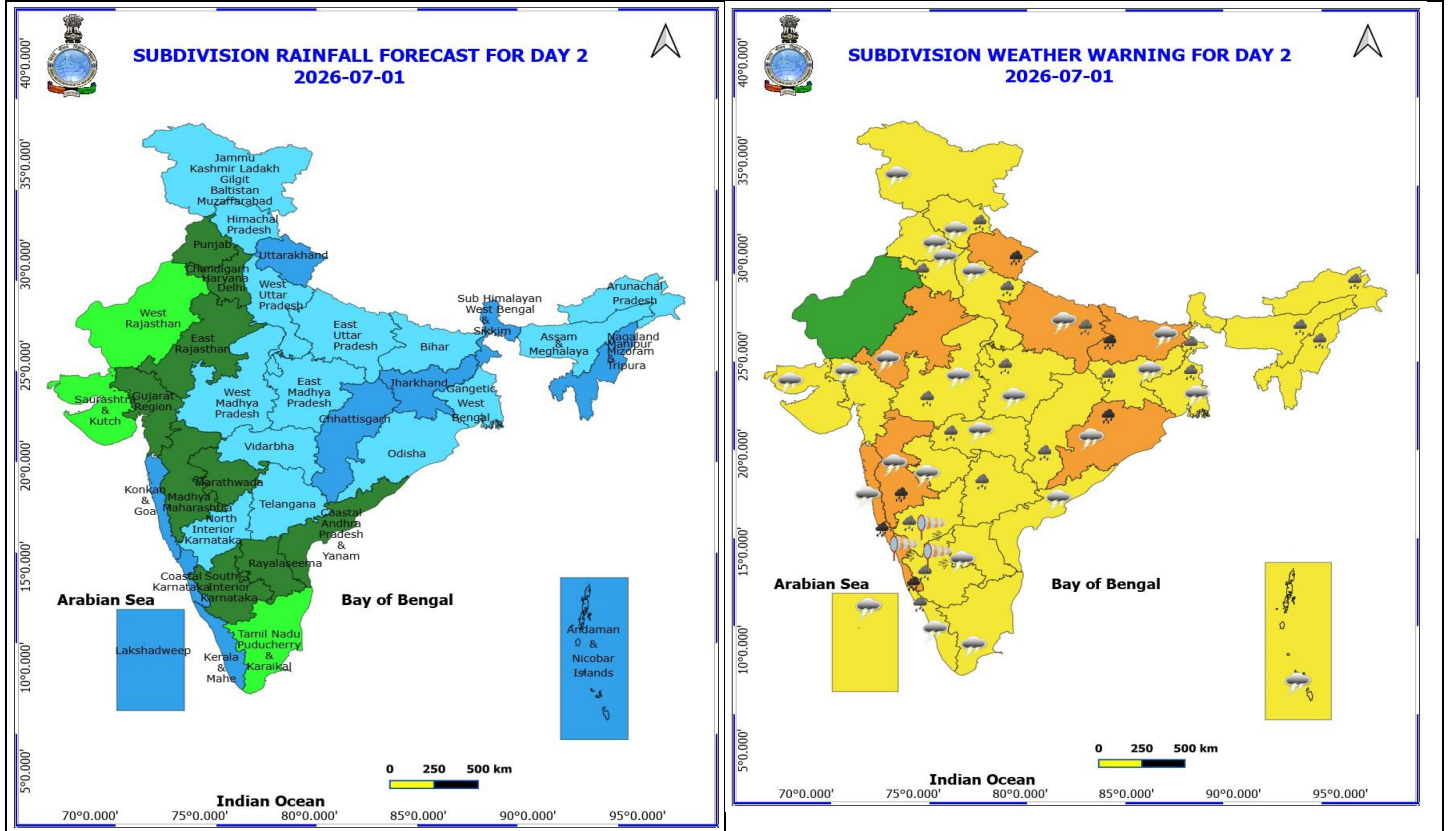 SUBDIVISION RAINFALL FORECAST FOR DAY 2
2026-07-01
40°0.000'
35°0.000'
30°0.000'
25°0.000'
20°0.000'
15°0.000'
10°0.000'
5°0.000'
Jammu
Kashmir Ladakh
Gilgit
Baltistan
Muzaffarabad
Himachal
Pradesh
Punjab
Uttarakhand
Chandigarh
Haryana
Delhi
West
Uttar
Pradesh
West
Rajasthan
East
Rajasthan
East
Uttar
Pradesh
Bihar
Sub Himalayan
West Bengal
&
Sikkim
Arunachal
Pradesh
Assam
&
Meghalaya
Nagaland
Manipur
Mizoram
&
Tripura
Saurashtra
&
Kutch
Gujarat
Region
West
Madhya
Pradesh
East
Madhya
Pradesh
Jharkhand
Gangetic
West
Bengal
Chhattisgarh
Vidarbha
Odisha
Konkan
&
Goa
Marathwada
Madhya
Maharashtra
Telangana
North
Interior
Karnataka
Coastal
Andhra
Pradesh
&
Yanam
Rayalaseema
Coastal
Karnataka
South
Interior
Karnataka
Arabian Sea
Bay of Bengal
Lakshadweep
Tamil Nadu
Puducherry
&
Karaikal
Kerala
&
Mahe
Andaman
&
Nicobar
Islands
0 250 500 km
Indian Ocean
70°0.000' 75°0.000' 80°0.000' 85°0.000' 90°0.000' 95°0.000'
SUBDIVISION WEATHER WARNING FOR DAY 2
2026-07-01
40°0.000'
35°0.000'
30°0.000'
25°0.000'
20°0.000'
15°0.000'
10°0.000'
5°0.000'
Arabian Sea
Bay of Bengal
0 250 500 km
Indian Ocean
70°0.000' 75°0.000' 80°0.000' 85°0.000' 90°0.000' 95°0.000'